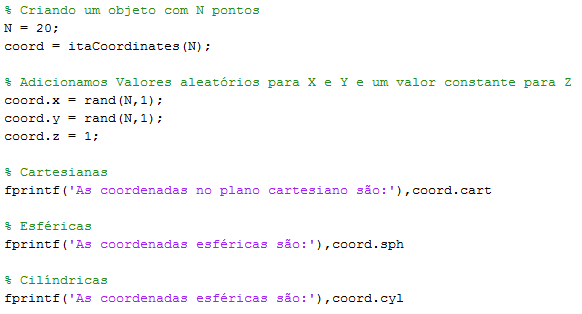 % Criando um objeto com N pontos
N = 20;
coord = itaCoordinates(N);
% Adicionamos Valores aleatórios para X e Y e um valor constante para Z
coord.x = rand(N,1);
coord.y = rand(N,1);
coord.z = 1;
% Cartesianas
fprintf('As coordenadas no plano cartesiano são:'),coord.cart
% Esféricas
fprintf('As coordenadas esféricas são:'),coord.sph
% Cilíndricas
fprintf('As coordenadas esféricas são:'),coord.cyl